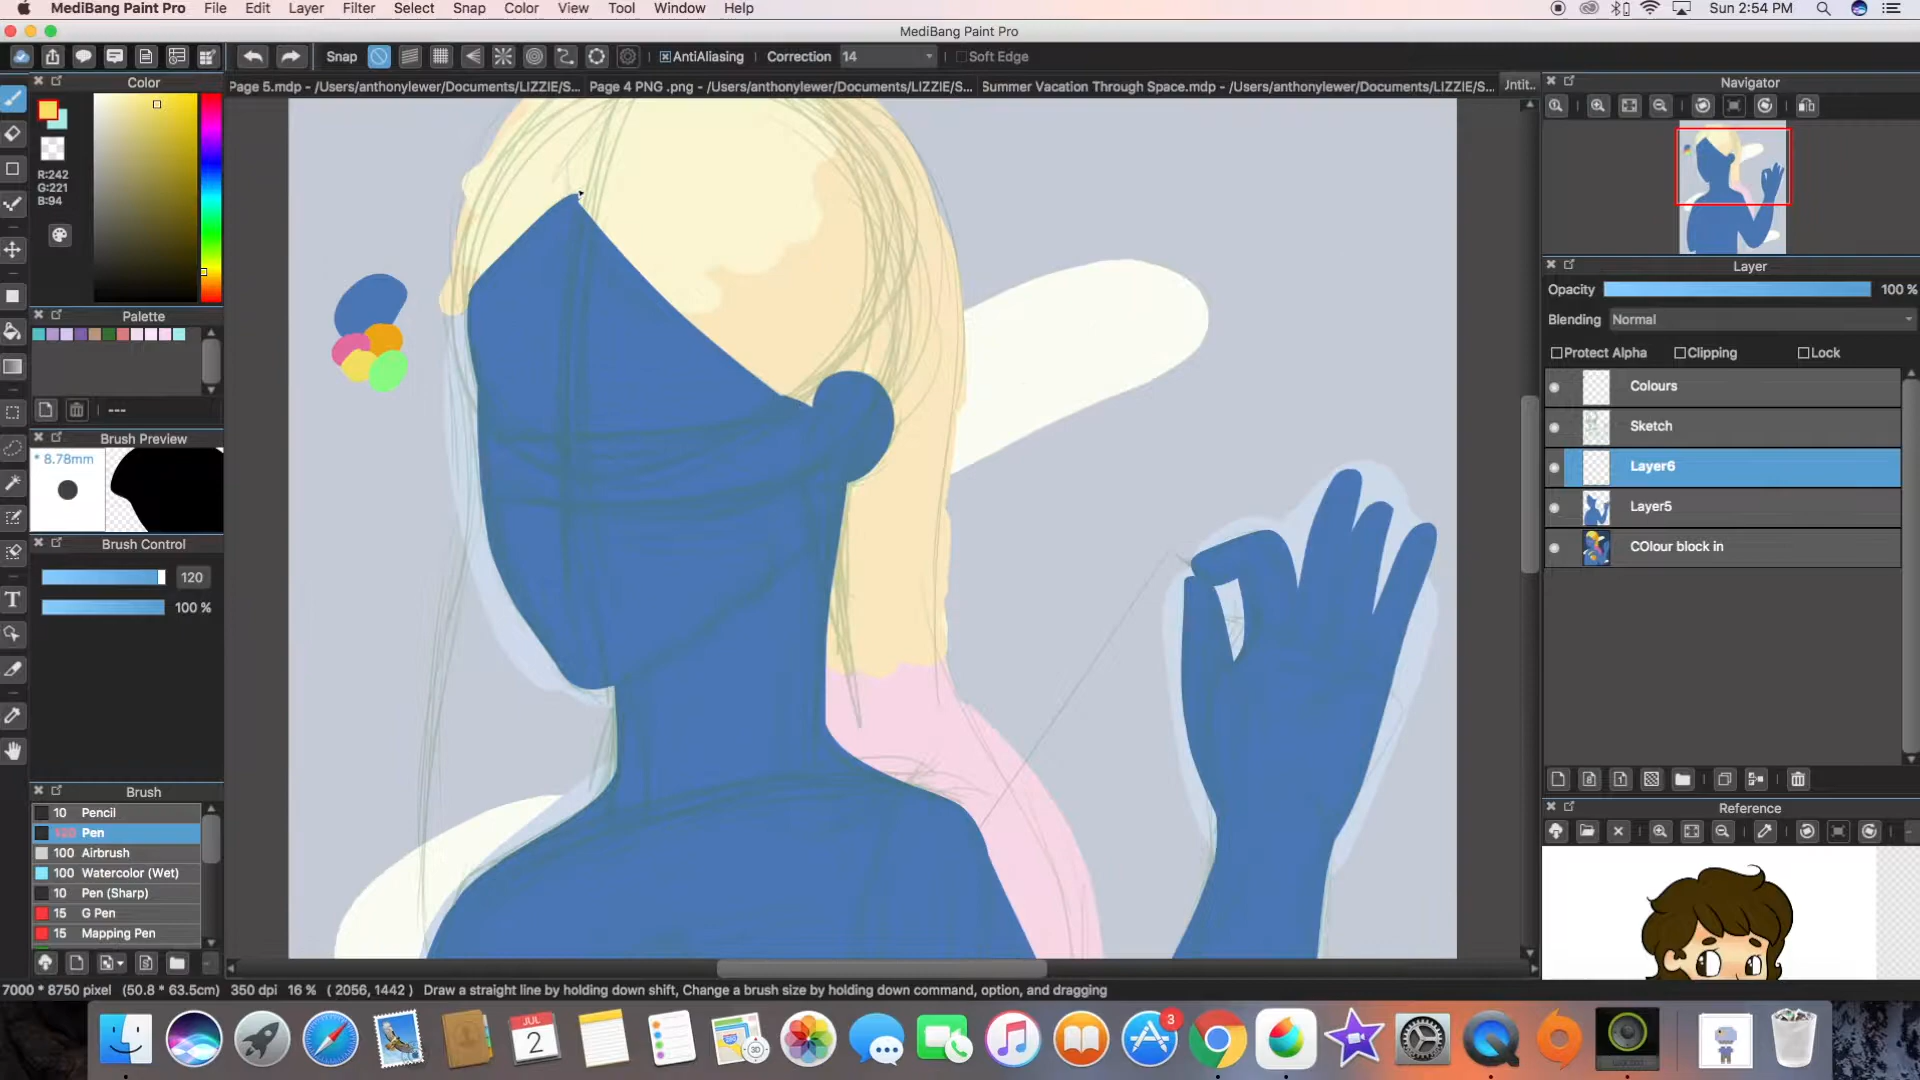 MediBang Paint Pro File Edit Layer Filter Select Snap Color View Tool Window Help Sun 2:54 PM
MediBang Paint Pro
Snap AntiAliasing Correction 14 Soft Edge
Page 5.mdp - /Users/anthonylewer/Documents/LIZZIE/S... Page 4 PNG .png - /Users/anthonylewer/Documents/LIZZIE/S... Summer Vacation Through Space.mdp - /Users/anthonylewer/Documents/LIZZIE/S... Jntit..
Color
R:242
G:221
B:94
Palette
---
Brush Preview
* 8.78mm
Brush Control
120
100 %
Brush
10 Pencil
120 Pen
100 Airbrush
100 Watercolor (Wet)
10 Pen (Sharp)
15 G Pen
15 Mapping Pen
Navigator
Layer
Opacity 100 %
Blending Normal
Protect Alpha Clipping Lock
Colours
Sketch
Layer6
Layer5
COlour block in
Reference
7000 * 8750 pixel (50.8 * 63.5cm) 350 dpi 16 % ( 2056, 1442 ) Draw a straight line by holding down shift, Change a brush size by holding down command, option, and dragging
JUL
2
3D
3